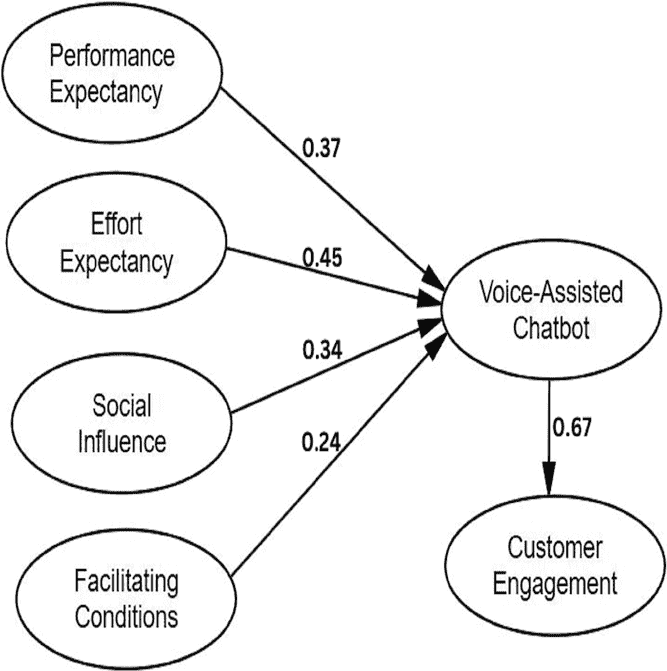 Performance
Expectancy
0.37
Effort
Expectancy
0.45
Voice-Assisted
Chatbot
Social
Influence
0.34
0.24
0.67
Facilitating
Conditions
Customer
Engagement